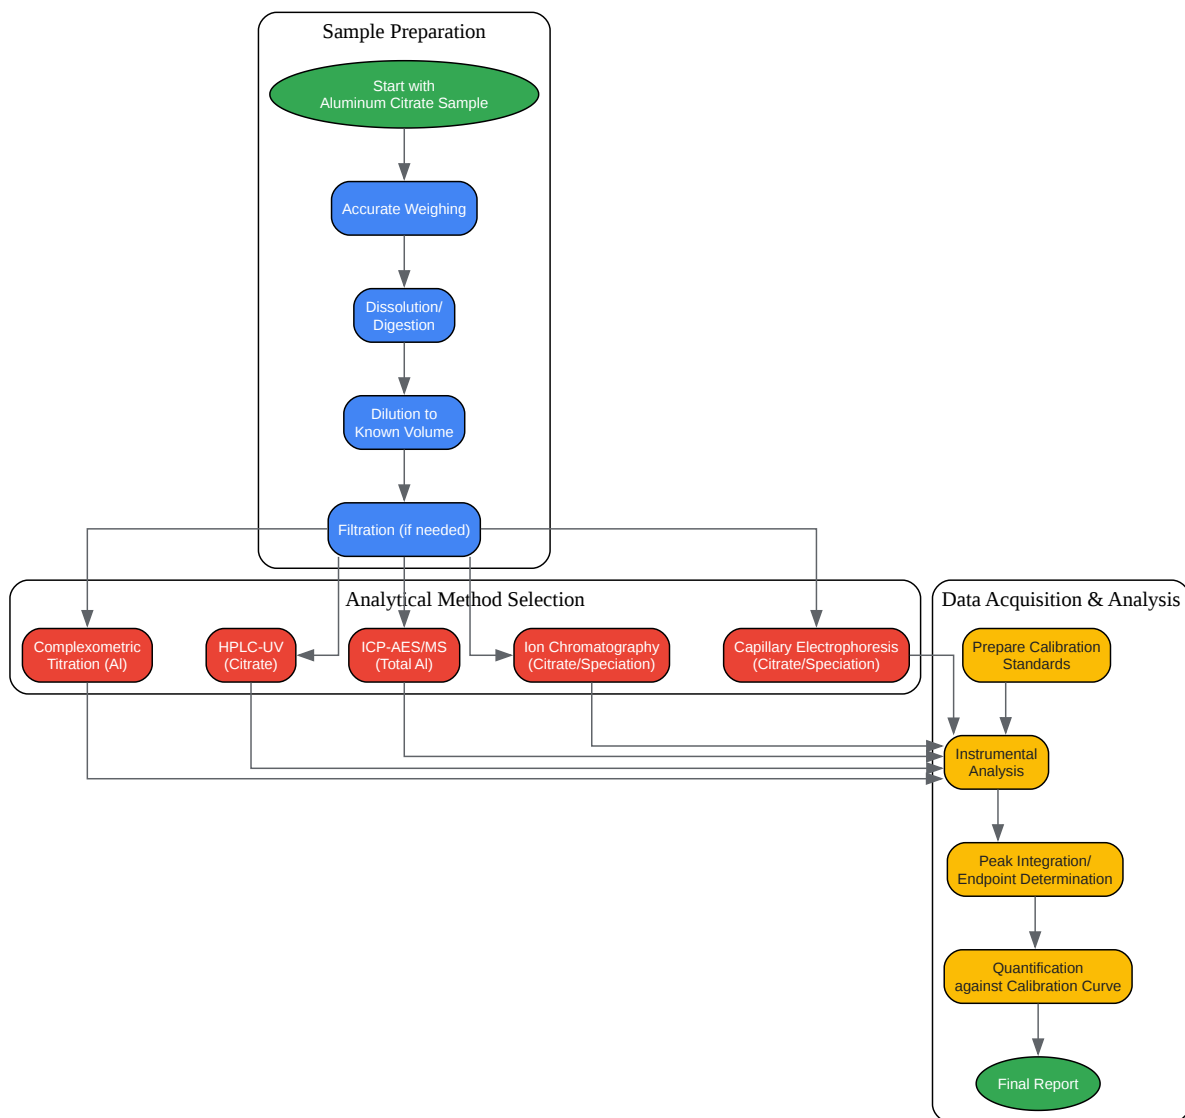 Sample Preparation
Start with
Aluminum Citrate Sample
Accurate Weighing
Dissolution/
Digestion
Dilution to
Known Volume
Filtration (if needed)
Analytical Method Selection
Complexometric
Titration (Al)
HPLC-UV
(Citrate)
ICP-AES/MS
(Total Al)
Ion Chromatography
(Citrate/Speciation)
Capillary Electrophoresis
(Citrate/Speciation)
Data Acquisition & Analysis
Prepare Calibration
Standards
Instrumental
Analysis
Peak Integration/
Endpoint Determination
Quantification
against Calibration Curve
Final Report